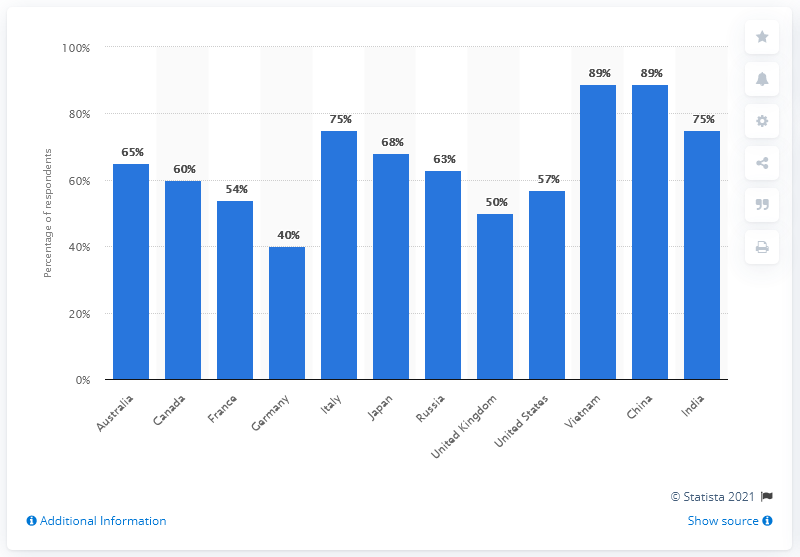 100%
80%
60%
40%
20%
0%
Percentage of respondents
65%
60%
54%
40%
75%
68%
63%
50%
57%
89%
89%
75%
Australia
Canada
France
Germany
Italy
Japan
Russia
United Kingdom
United States
Vietnam
China
India
© Statista 2021
Additional Information
Show source